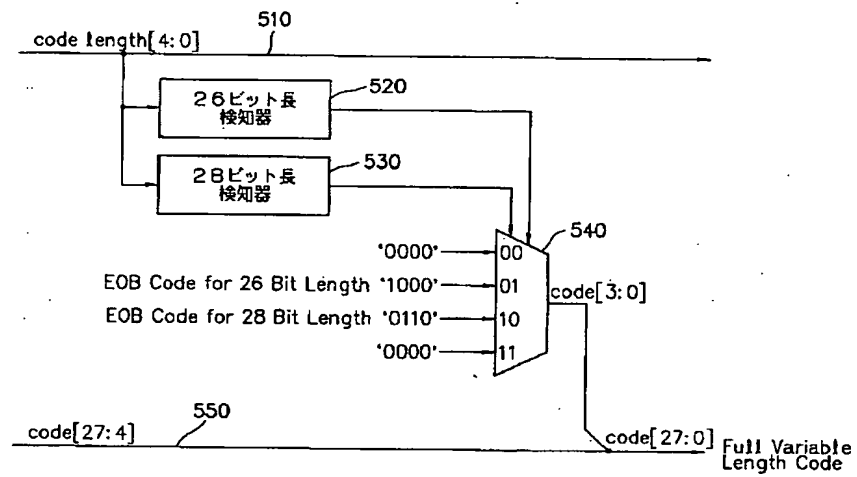 code length[4:0]
510
26ビット長
検知器
520
28ビット長
検知器
530
540
'0000' 00
EOB Code for 26 Bit Length '1000' 01
code[3:0]
EOB Code for 28 Bit Length '0110' 10
'0000' 11
code[27:4]
550
code[27:0]
Full Variable
Length Code